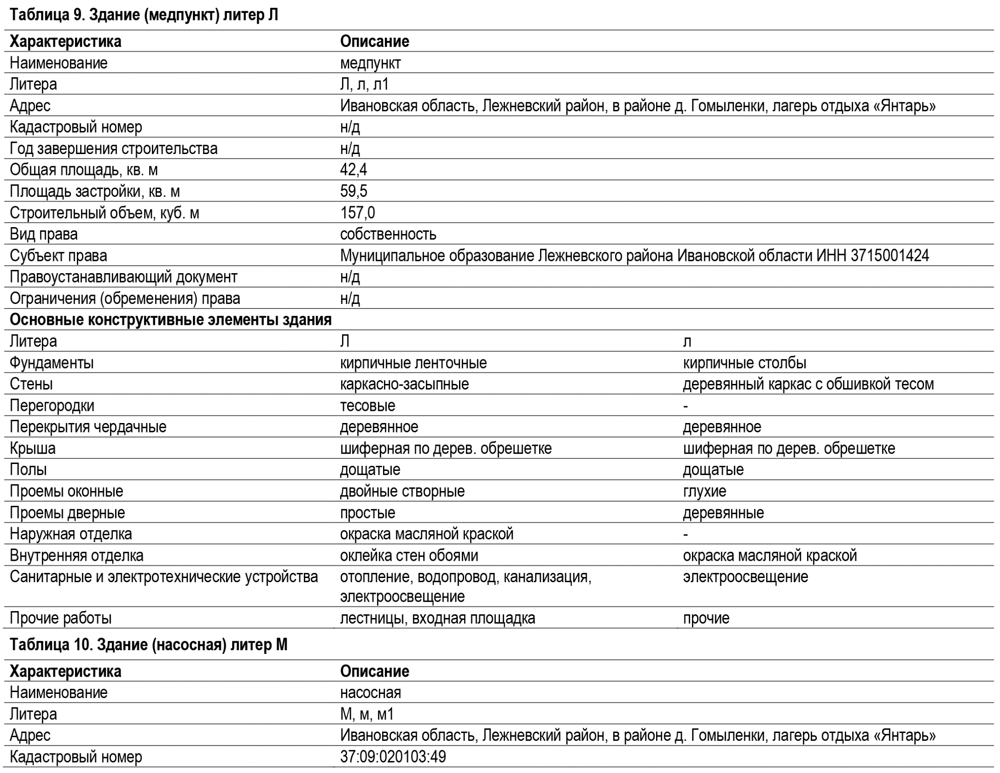 Таблица 9. Здание (медпункт) литер Л
Характеристика Описание
Наименование медпункт
Литера Л, л, л1
Адрес Ивановская область, Лежневский район, в районе д. Гомыленки, лагерь отдыха «Янтарь»
Кадастровый номер н/д
Год завершения строительства н/д
Общая площадь, кв. м 42,4
Площадь застройки, кв. м 59,5
Строительный объем, куб. м 157,0
Вид права собственность
Субъект права Муниципальное образование Лежневского района Ивановской области ИНН 3715001424
Правоустанавливающий документ н/д
Ограничения (обременения) права н/д
Основные конструктивные элементы здания
Литера Л л
Фундаменты кирпичные ленточные кирпичные столбы
Стены каркасно-засыпные деревянный каркас с обшивкой тесом
Перегородки тесовые -
Перекрытия чердачные деревянное деревянное
Крыша шиферная по дерев. обрешетке шиферная по дерев. обрешетке
Полы дощатые дощатые
Проемы оконные двойные створные глухие
Проемы дверные простые деревянные
Наружная отделка окраска масляной краской -
Внутренняя отделка оклейка стен обоями окраска масляной краской
Санитарные и электротехнические устройства отопление, водопровод, канализация, электроосвещение
электроосвещение
Прочие работы лестницы, входная площадка прочие
Таблица 10. Здание (насосная) литер М
Характеристика Описание
Наименование насосная
Литера М, м, м1
Адрес Ивановская область, Лежневский район, в районе д. Гомыленки, лагерь отдыха «Янтарь»
Кадастровый номер 37:09:020103:49